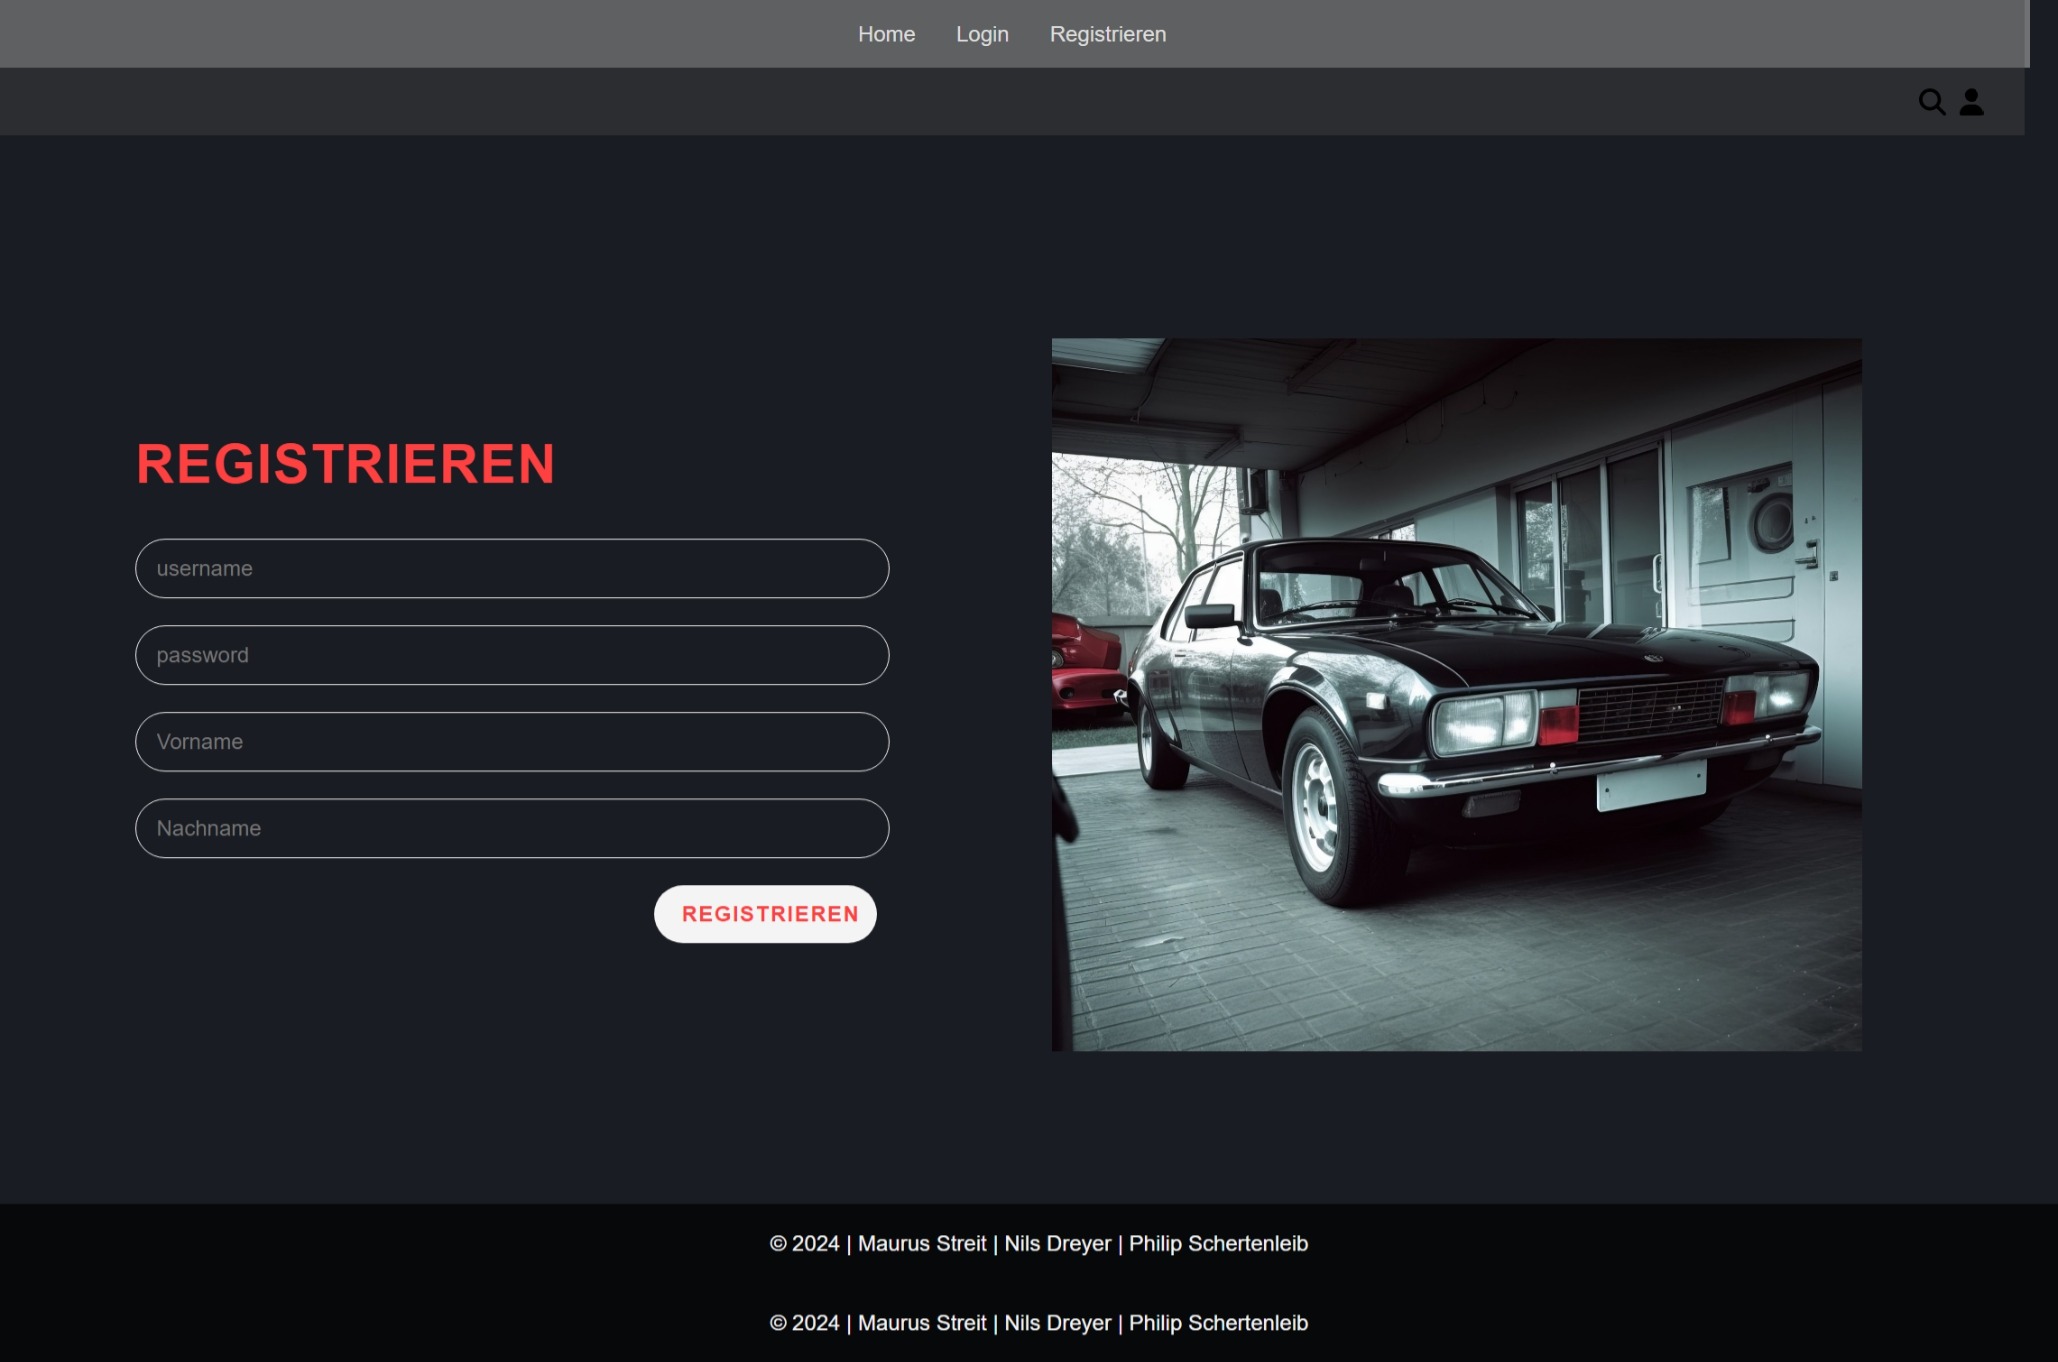 Home Login Registrieren
REGISTRIEREN
username
password
Vorname
Nachname
REGISTRIEREN
© 2024 | Maurus Streit | Nils Dreyer | Philip Schertenleib
© 2024 | Maurus Streit | Nils Dreyer | Philip Schertenleib